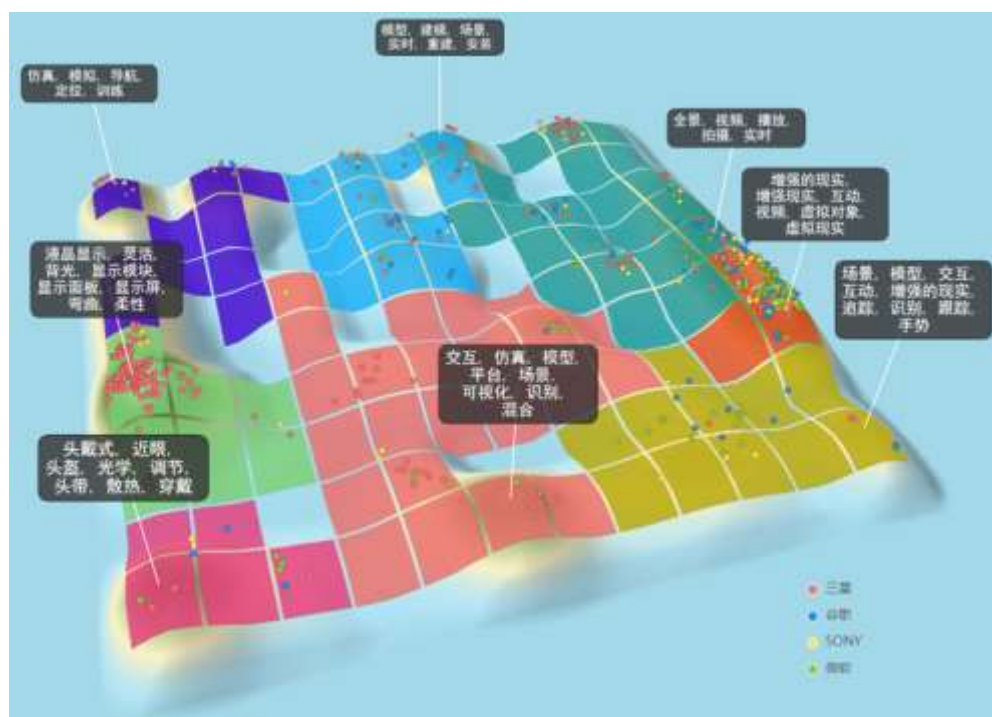 模型、建模、场景、
实时、重建、安装
仿真、模拟、导航、
定位、训练
全景、视频、播放、
拍摄、实时
增强的现实、
增强现实、互动、
视频、虚拟对象、
虚拟现实
液晶显示、灵活、
背光、显示模块、
显示面板、显示屏、
弯曲、柔性
场景、模型、交互、
互动、增强的现实、
追踪、识别、跟踪、
手势
交互、仿真、模型、
平台、场景、
可视化、识别、
混合
头戴式、近眼、
头盔、光学、调节、
头带、散热、穿戴
三星
谷歌
SONY
微软